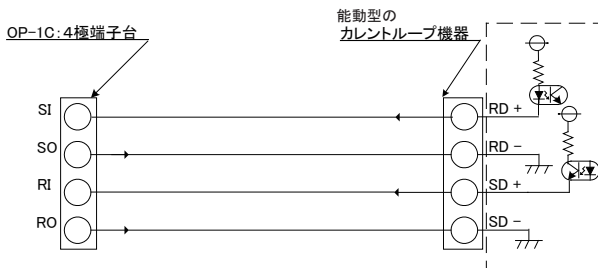 OP-1C:4極端子台
能動型の
カレントループ機器
SI
RD +
SO
RD -
RI
SD +
RO
SD -